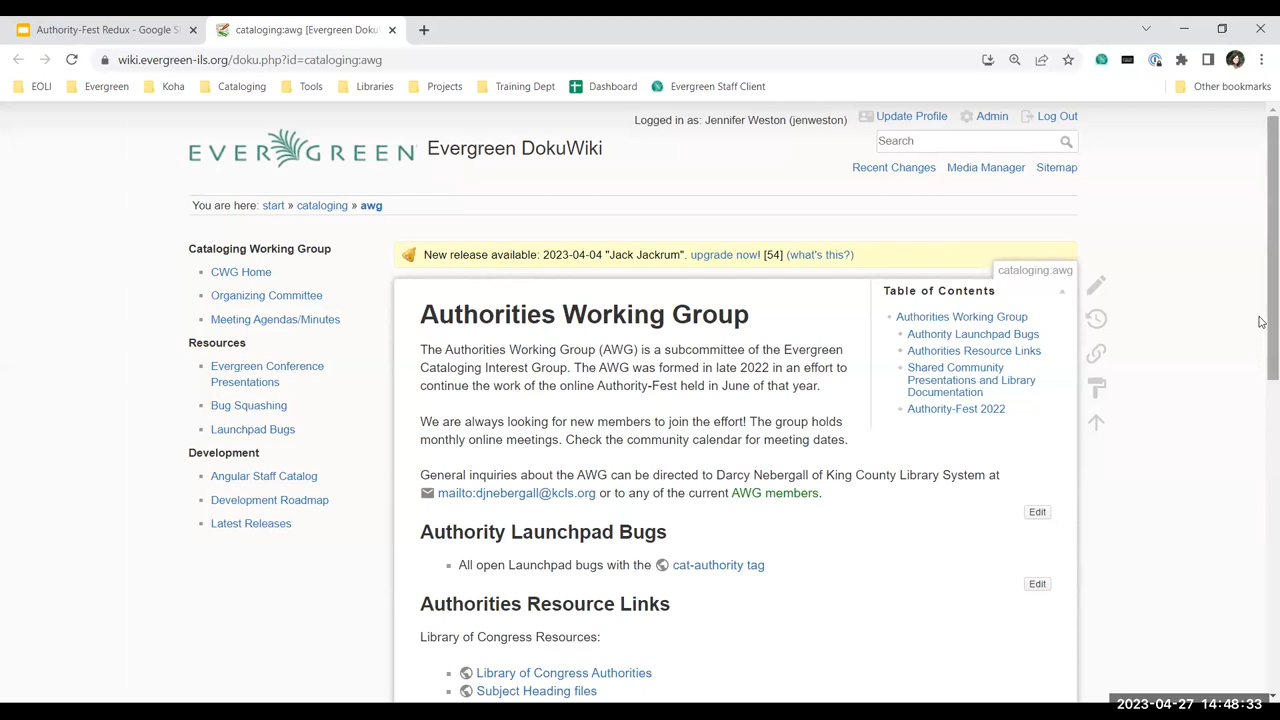 Authority-Fest Redux - Google S
cataloging:awg [Evergreen DokuW
wiki.evergreen-ils.org/doku.php?id=cataloging:awg
EOLI
Evergreen
Koha
Cataloging
Tools
Libraries
Projects
Training Dept
Dashboard
Evergreen Staff Client
Other bookmarks
Logged in as: Jennifer Weston (jenweston)
Update Profile
Admin
Log Out
EVERGREEN
Evergreen DokuWiki
Search
Recent Changes
Media Manager
Sitemap
You are here: start » cataloging » awg
Cataloging Working Group
CWG Home
Organizing Committee
Meeting Agendas/Minutes
Resources
Evergreen Conference
Presentations
Bug Squashing
Launchpad Bugs
Development
Angular Staff Catalog
Development Roadmap
Latest Releases
New release available: 2023-04-04 "Jack Jackrum". upgrade now! [54] (what's this?)
cataloging:awg
Table of Contents
Authorities Working Group
Authority Launchpad Bugs
Authorities Resource Links
Shared Community
Presentations and Library
Documentation
Authority-Fest 2022
Authorities Working Group
The Authorities Working Group (AWG) is a subcommittee of the Evergreen
Cataloging Interest Group. The AWG was formed in late 2022 in an effort to
continue the work of the online Authority-Fest held in June of that year.
We are always looking for new members to join the effort! The group holds
monthly online meetings. Check the community calendar for meeting dates.
General inquiries about the AWG can be directed to Darcy Nebergall of King County Library System at
mailto:djnebergall@kcls.org or to any of the current AWG members.
Edit
Authority Launchpad Bugs
All open Launchpad bugs with the cat-authority tag
Edit
Authorities Resource Links
Library of Congress Resources:
Library of Congress Authorities
Subject Heading files
2023-04-27 14:48:33